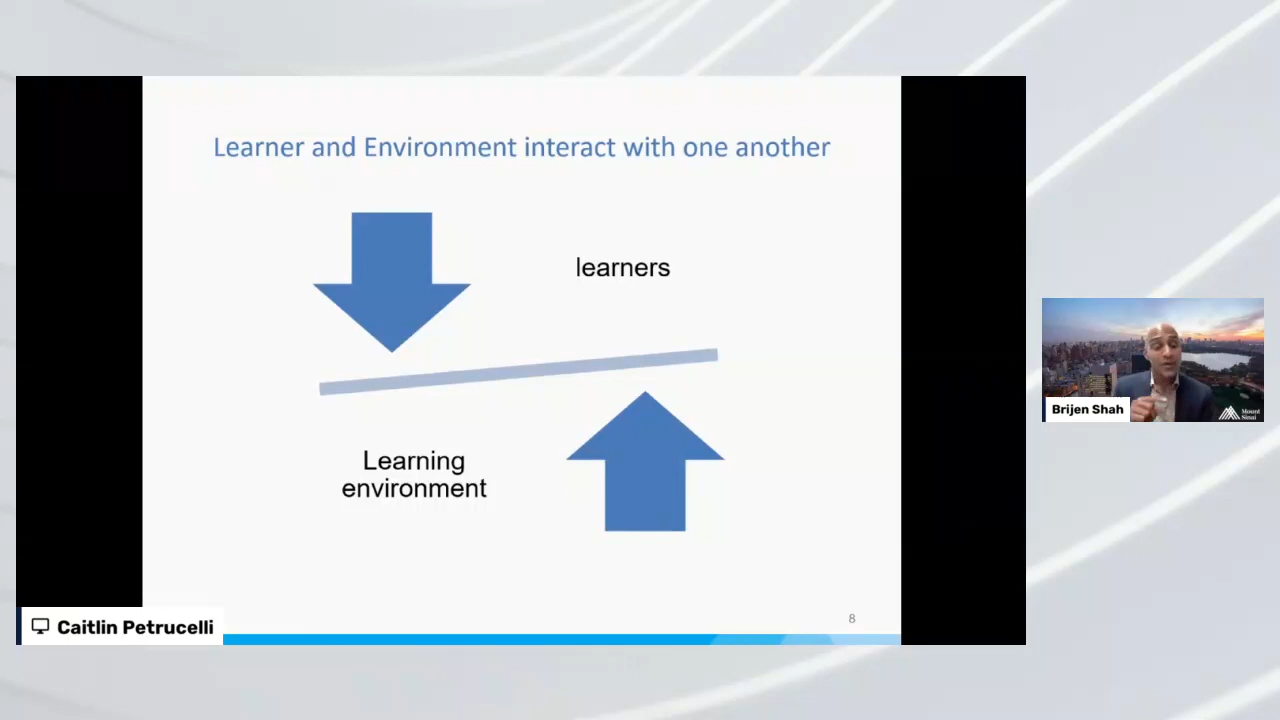 Learner and Environment interact with one another
learners
Learning
environment
8
Caitlin Petrucelli
Brijen Shah
Mount
Sinai